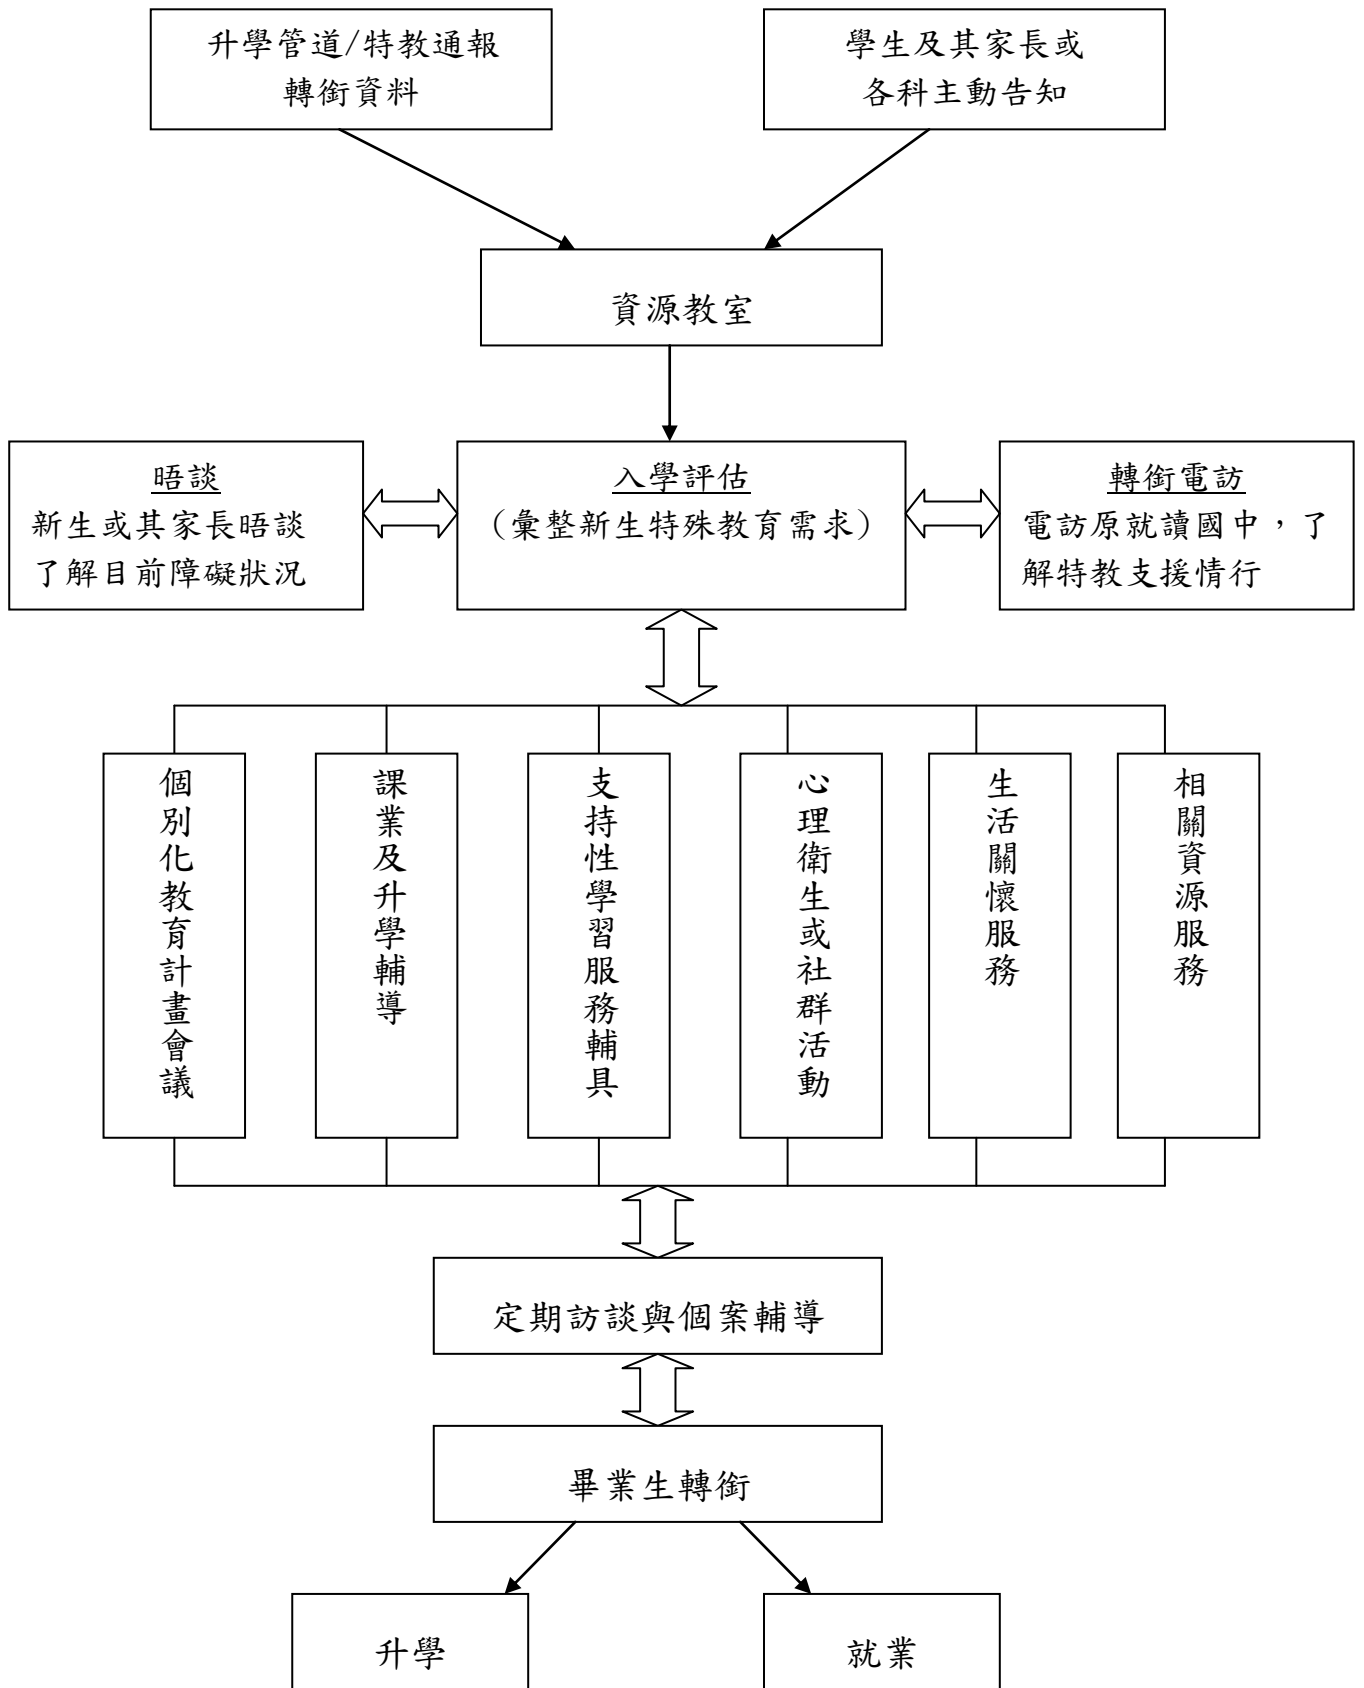 升學管道/特教通報
轉銜資料
學生及其家長或
各科主動告知
資源教室
晤談
新生或其家長晤談
了解目前障礙狀況
入學評估
(彙整新生特殊教育需求)
轉銜電訪
電訪原就讀國中，了
解特教支援情行
個別化教育計畫會議
課業及升學輔導
支持性學習服務輔具
心理衛生或社群活動
生活關懷服務
相關資源服務
定期訪談與個案輔導
畢業生轉銜
升學
就業